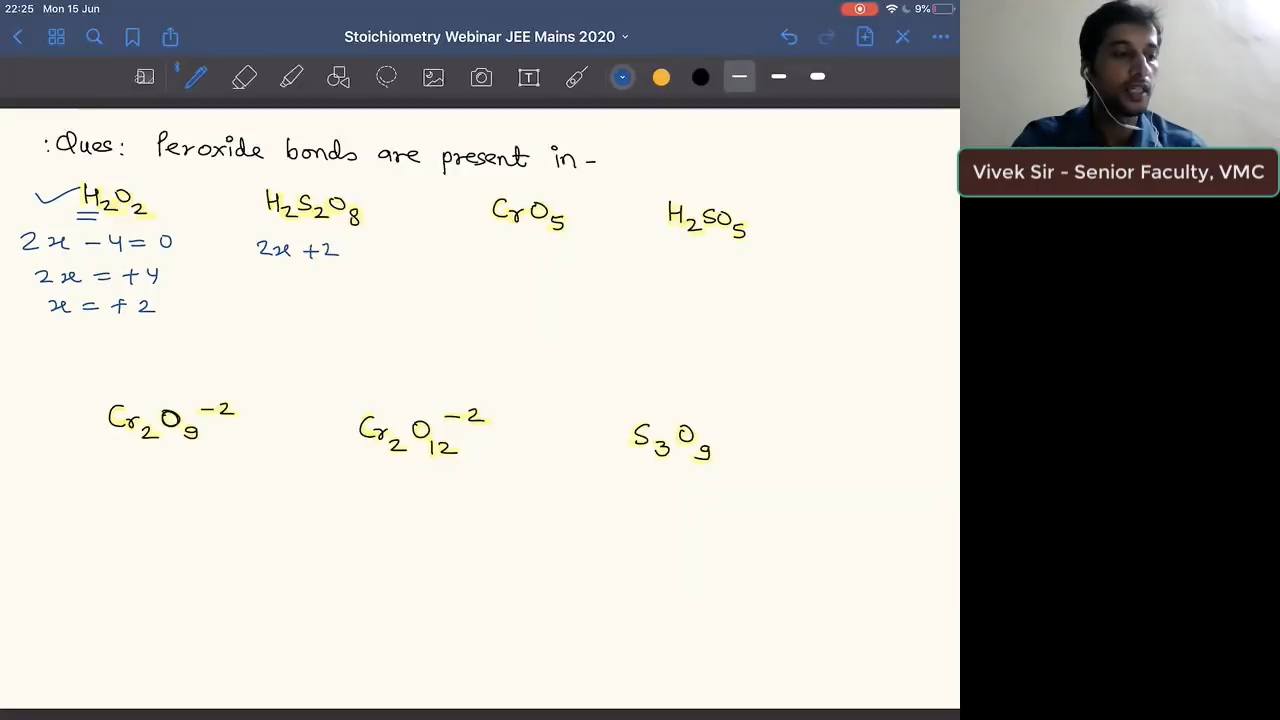 22:25 Mon 15 Jun
9%
Stoichiometry Webinar JEE Mains 2020
T
Vivek Sir - Senior Faculty, VMC
:Ques: Peroxide bonds are present in -
H₂O₂ H₂S₂O₈ CrO₅ H₂SO₅
2x - 4 = 0 2x + 2
2x = + 4
x = + 2
Cr₂O₉⁻² Cr₂O₁₂⁻² S₃O₉